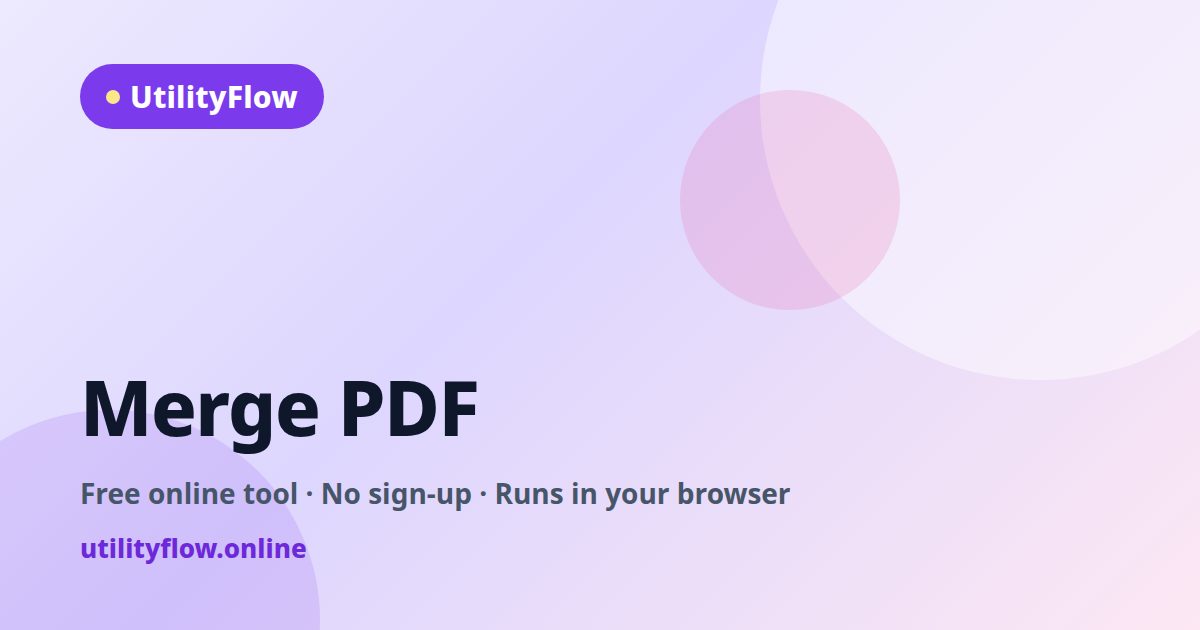 UtilityFlow
Merge PDF
Free online tool · No sign-up · Runs in your browser
utilityflow.online